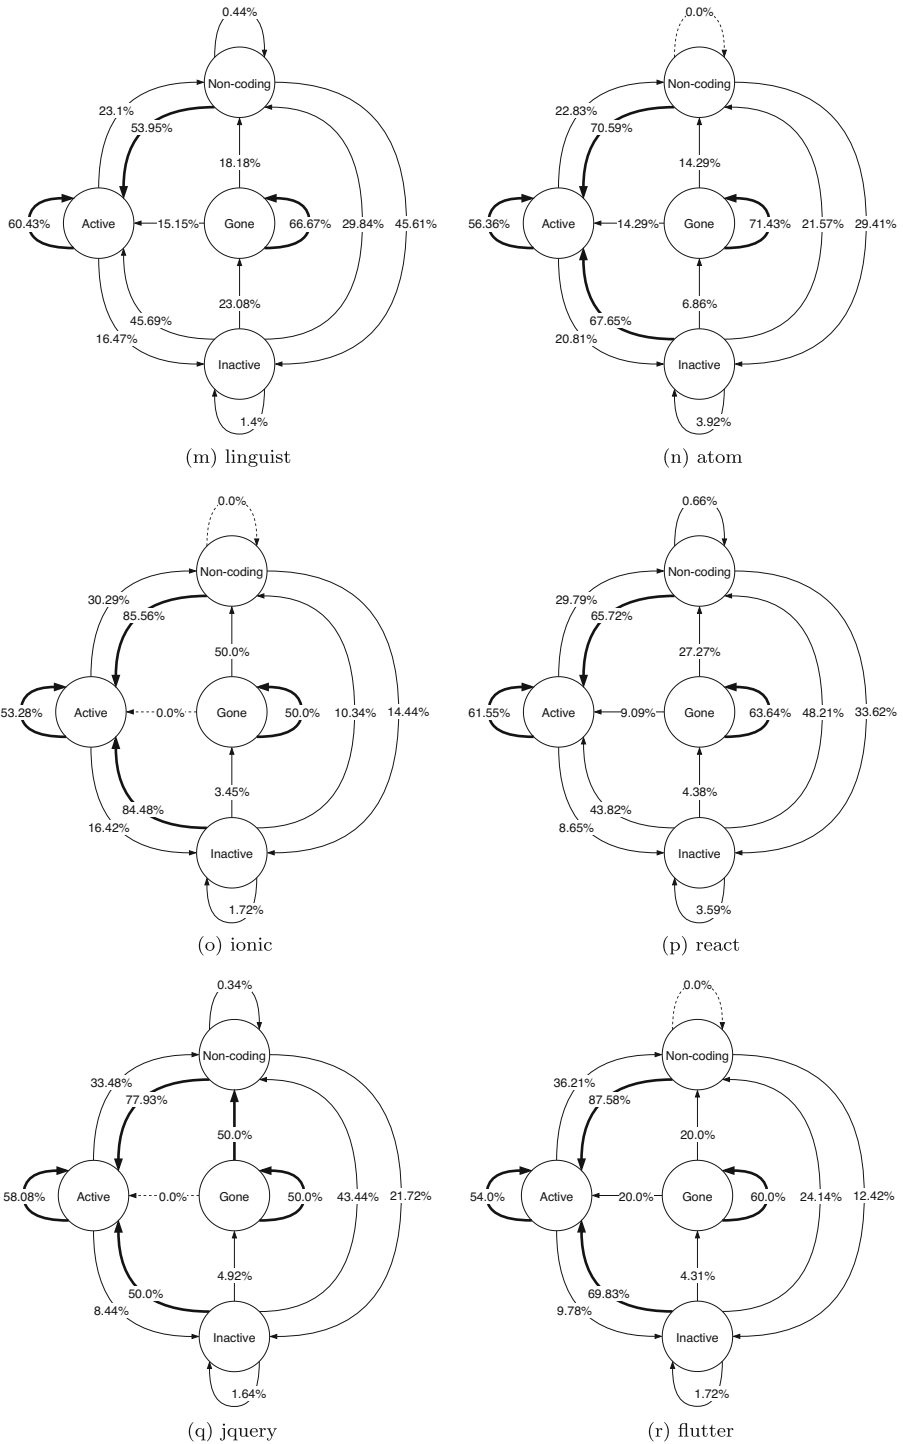 0.44% 0.0%
Non-coding Non-coding
23.1% 22.83%
53.95% 70.59%
18.18% 14.29%
60.43% Active 15.15% Gone 66.67% 29.84% 45.61% 56.36% Active 14.29% Gone 71.43% 21.57% 29.41%
23.08% 6.86%
45.69% 67.65%
16.47% 20.81%
Inactive Inactive
1.4% 3.92%
(m) linguist (n) atom
0.0% 0.66%
Non-coding Non-coding
30.29% 29.79%
85.56% 65.72%
50.0% 27.27%
53.28% Active 0.0% Gone 50.0% 10.34% 14.44% 61.55% Active 9.09% Gone 63.64% 48.21% 33.62%
3.45% 4.38%
84.48% 43.82%
16.42% 8.65%
Inactive Inactive
1.72% 3.59%
(o) ionic (p) react
0.34% 0.0%
Non-coding Non-coding
33.48% 36.21%
77.93% 87.58%
50.0% 20.0%
58.08% Active 0.0% Gone 50.0% 43.44% 21.72% 54.0% Active 20.0% Gone 60.0% 24.14% 12.42%
4.92% 4.31%
50.0% 69.83%
8.44% 9.78%
Inactive Inactive
1.64% 1.72%
(q) jquery (r) flutter